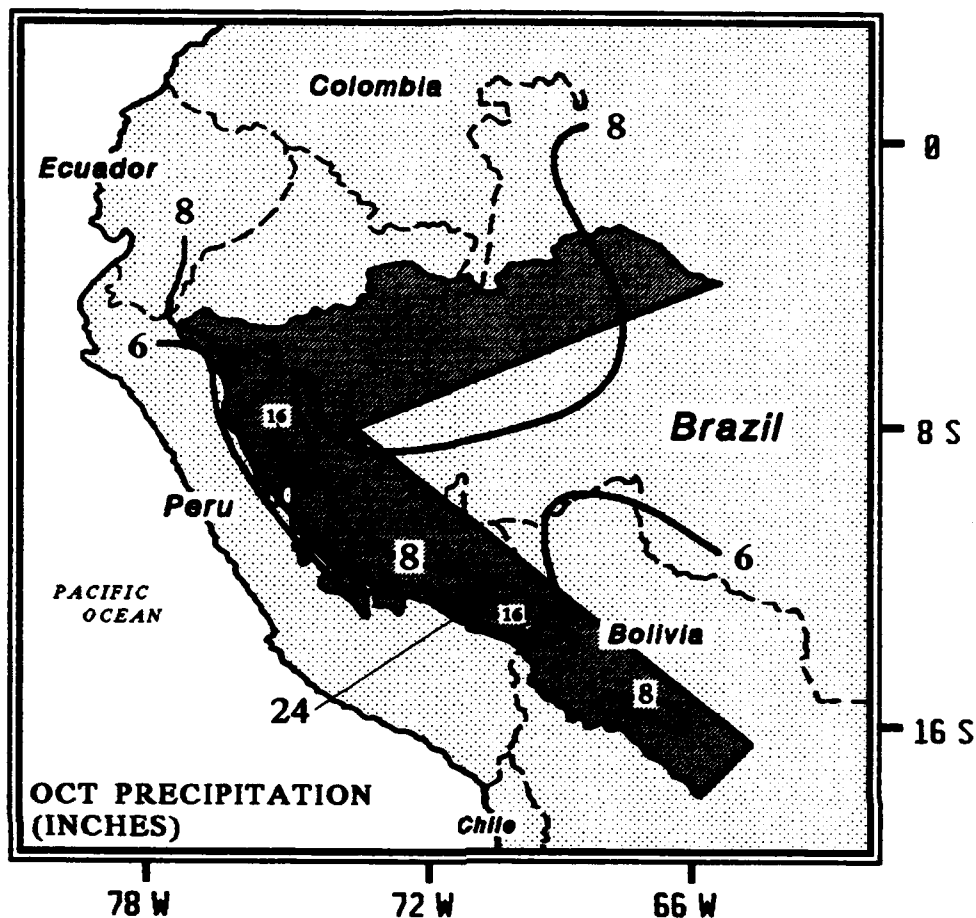 Colombia
8
0
Ecuador
8
6
16
Brazil
8 S
Peru
8
6
PACIFIC
OCEAN
16
Bolivia
8
24
16 S
OCT PRECIPITATION
(INCHES)
Chile
78 W
72 W
66 W